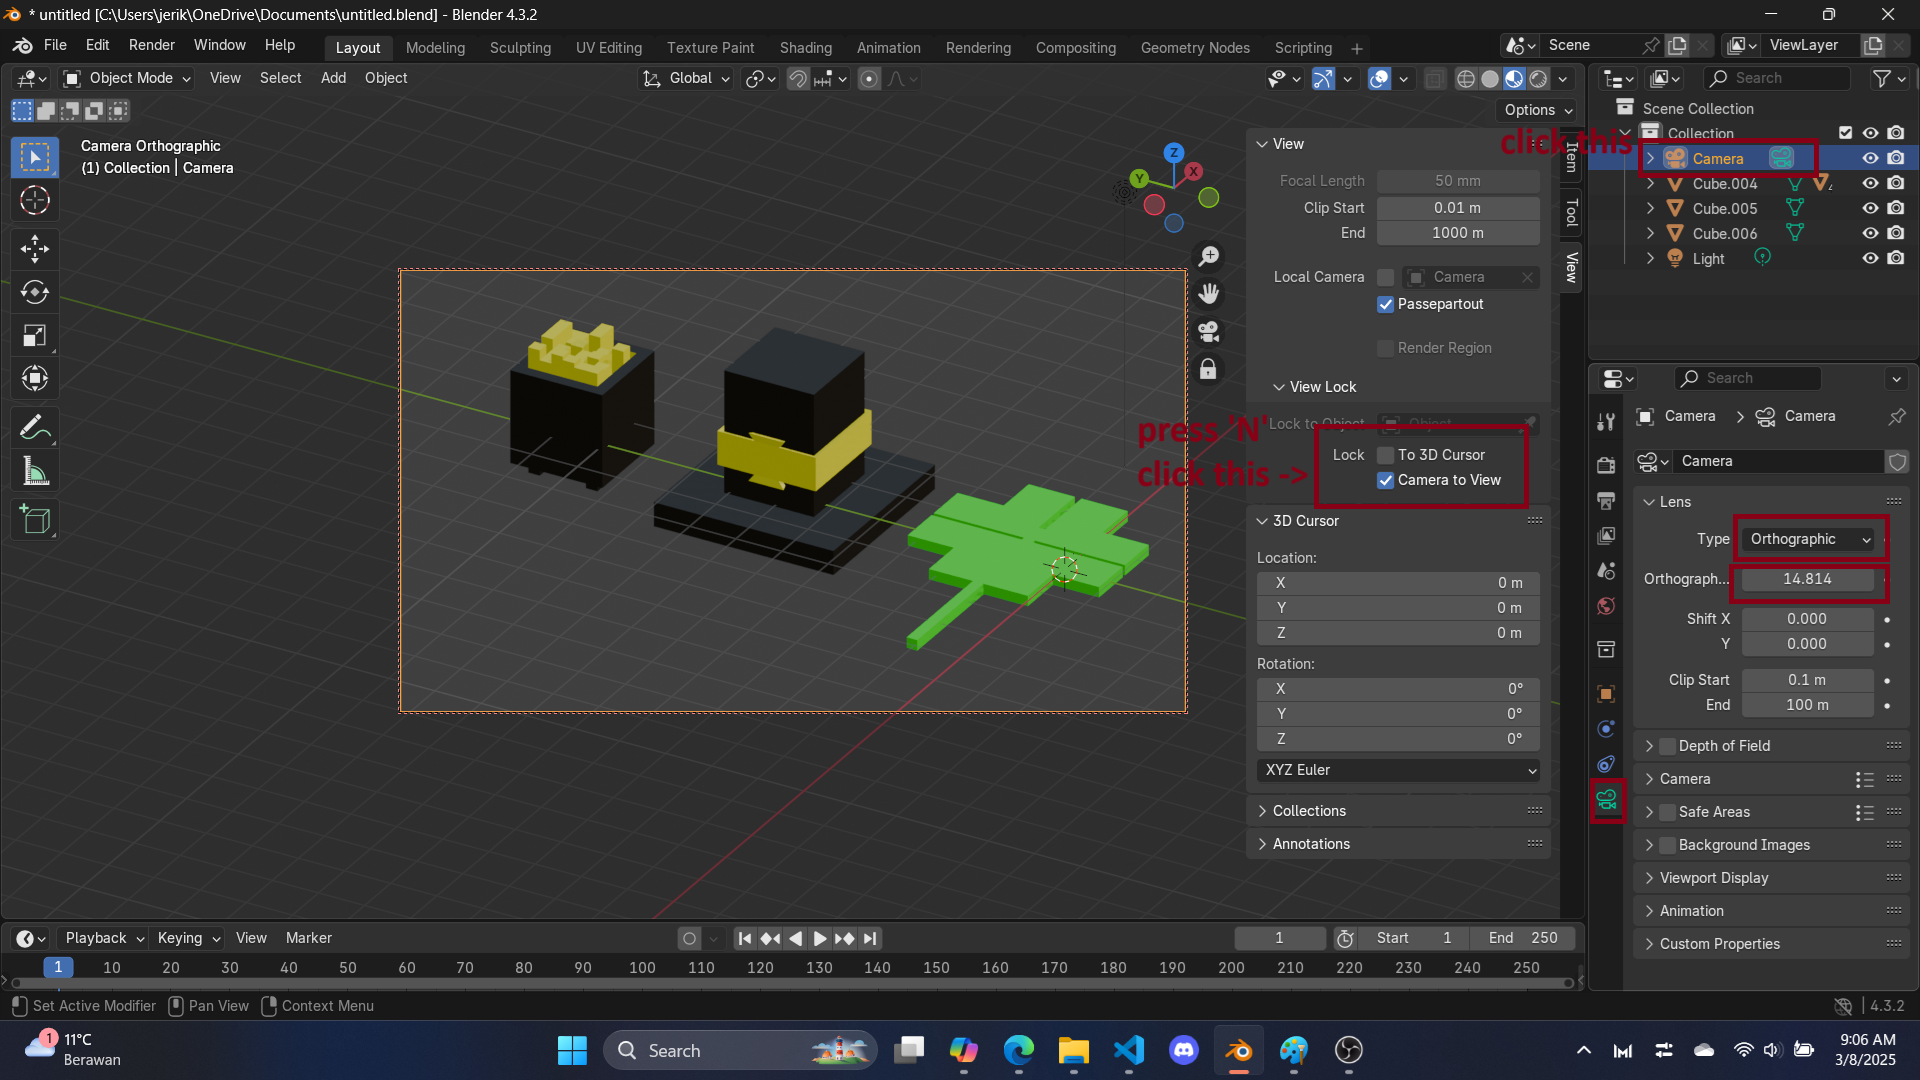 * untitled [C:\Users\jerik\OneDrive\Documents\untitled.blend] - Blender 4.3.2
File Edit Render Window Help Layout Modeling Sculpting UV Editing Texture Paint Shading Animation Rendering Compositing Geometry Nodes Scripting + Scene ViewLayer
Object Mode View Select Add Object Global Search
Options
Camera Orthographic
(1) Collection | Camera
Z
X
Y
View
Focal Length 50 mm
Clip Start 0.01 m
End 1000 m
Local Camera Camera
Passepartout
Render Region
View Lock
Lock to Object Object
Lock To 3D Cursor
Camera to View
3D Cursor
Location:
X 0 m
Y 0 m
Z 0 m
Rotation:
X 0°
Y 0°
Z 0°
XYZ Euler
Collections
Annotations
Item
Tool
View
press 'N'
click this ->
click this
Scene Collection
Collection
Camera
Cube.004
Cube.005
Cube.006
Light
Search
Camera > Camera
Camera
Lens
Type Orthographic
Orthograph... 14.814
Shift X 0.000
Y 0.000
Clip Start 0.1 m
End 100 m
Depth of Field
Camera
Safe Areas
Background Images
Viewport Display
Animation
Custom Properties
Playback Keying View Marker 1 Start 1 End 250
1 10 20 30 40 50 60 70 80 90 100 110 120 130 140 150 160 170 180 190 200 210 220 230 240 250
Set Active Modifier Pan View Context Menu 4.3.2
1
11°C
Berawan
Search
9:06 AM
3/8/2025